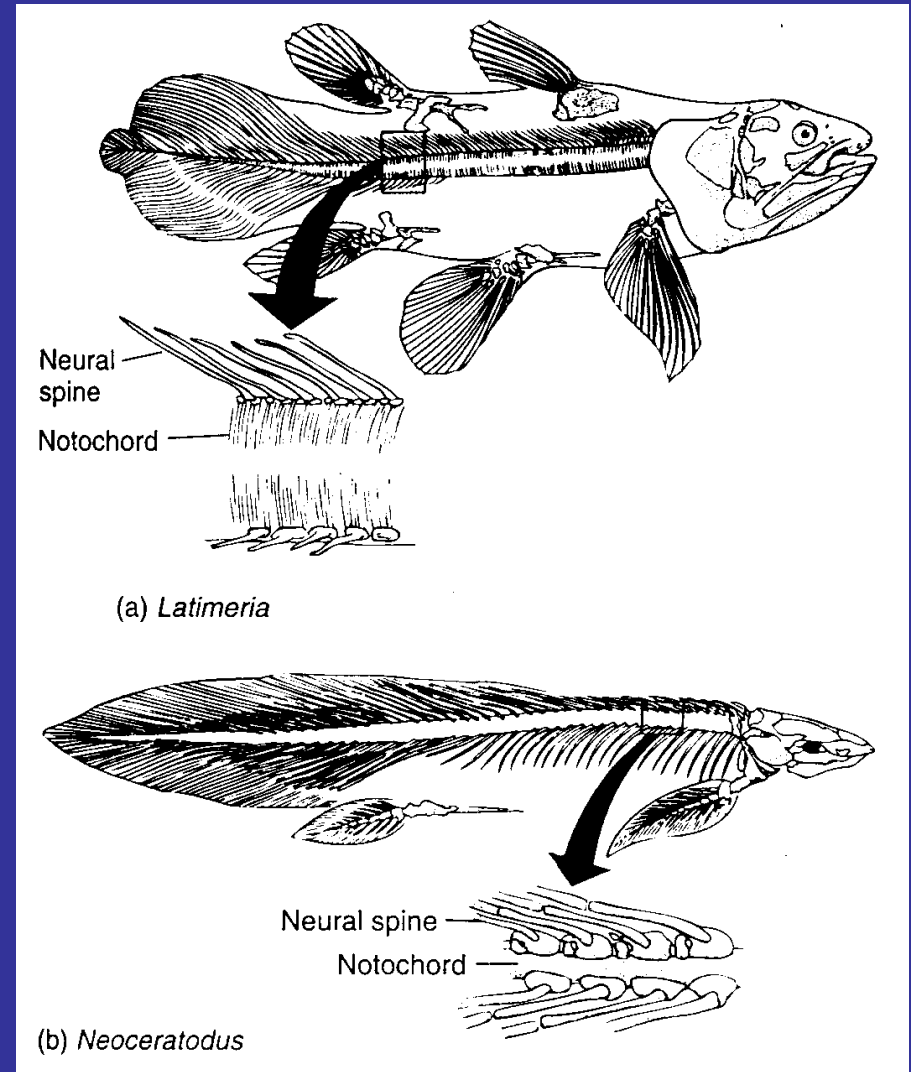 Neural
spine
Notochord
(a) Latimeria
Neural spine
Notochord
(b) Neoceratodus